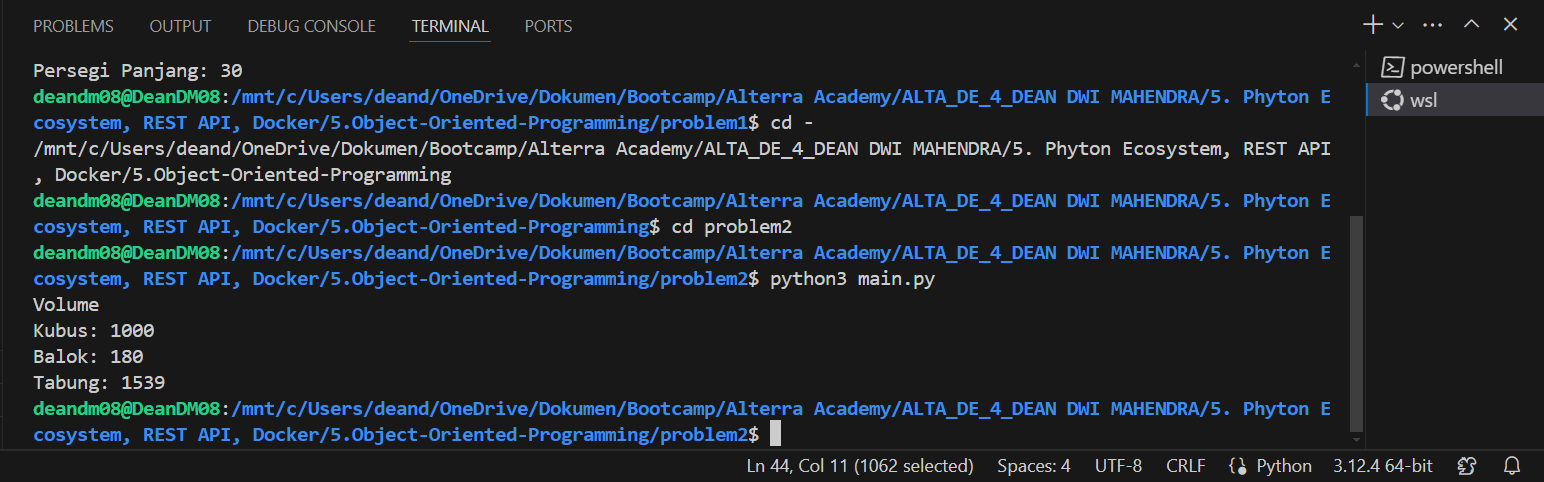 PROBLEMS OUTPUT DEBUG CONSOLE TERMINAL PORTS
Persegi Panjang: 30
deandm08@DeanDM08:/mnt/c/Users/deand/OneDrive/Dokumen/Bootcamp/Alterra Academy/ALTA_DE_4_DEAN DWI MAHENDRA/5. Phyton E
cosystem, REST API, Docker/5.Object-Oriented-Programming/problem1$ cd -
/mnt/c/Users/deand/OneDrive/Dokumen/Bootcamp/Alterra Academy/ALTA_DE_4_DEAN DWI MAHENDRA/5. Phyton Ecosystem, REST API
, Docker/5.Object-Oriented-Programming
deandm08@DeanDM08:/mnt/c/Users/deand/OneDrive/Dokumen/Bootcamp/Alterra Academy/ALTA_DE_4_DEAN DWI MAHENDRA/5. Phyton E
cosystem, REST API, Docker/5.Object-Oriented-Programming$ cd problem2
deandm08@DeanDM08:/mnt/c/Users/deand/OneDrive/Dokumen/Bootcamp/Alterra Academy/ALTA_DE_4_DEAN DWI MAHENDRA/5. Phyton E
cosystem, REST API, Docker/5.Object-Oriented-Programming/problem2$ python3 main.py
Volume
Kubus: 1000
Balok: 180
Tabung: 1539
deandm08@DeanDM08:/mnt/c/Users/deand/OneDrive/Dokumen/Bootcamp/Alterra Academy/ALTA_DE_4_DEAN DWI MAHENDRA/5. Phyton E
cosystem, REST API, Docker/5.Object-Oriented-Programming/problem2$
powershell
wsl
Ln 44, Col 11 (1062 selected) Spaces: 4 UTF-8 CRLF Python 3.12.4 64-bit